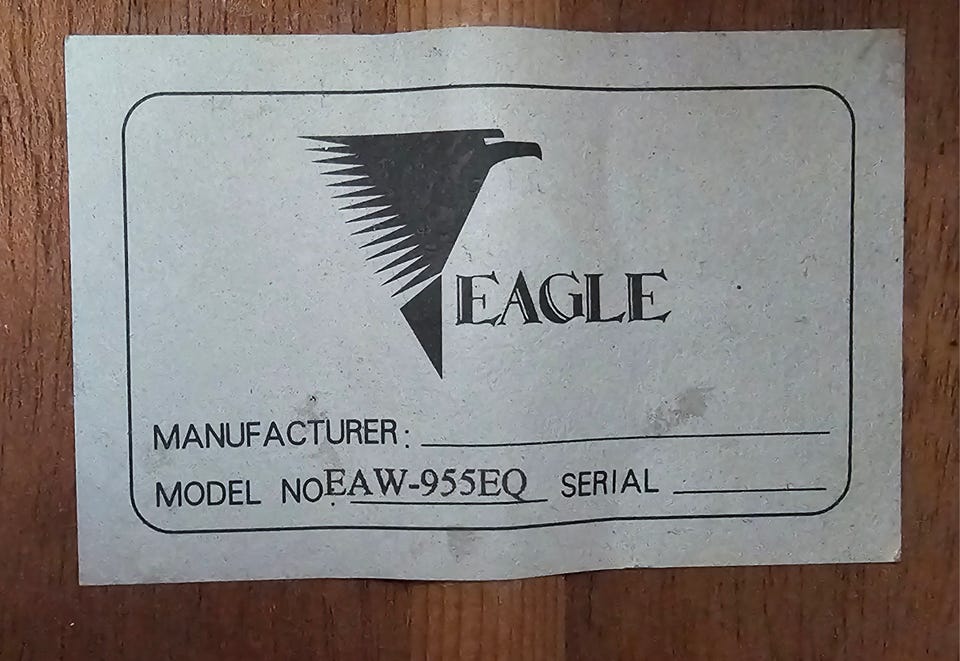 EAGLE
MANUFACTURER:
MODEL NO. EAW-955EQ SERIAL